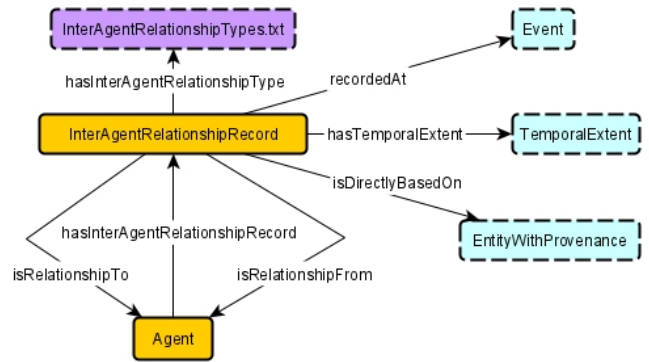 InterAgentRelationshipTypes.txt
Event
hasInterAgentRelationshipType
recordedAt
InterAgentRelationshipRecord
hasTemporalExtent
TemporalExtent
isDirectlyBasedOn
hasInterAgentRelationshipRecord
EntityWithProvenance
isRelationshipTo
isRelationshipFrom
Agent